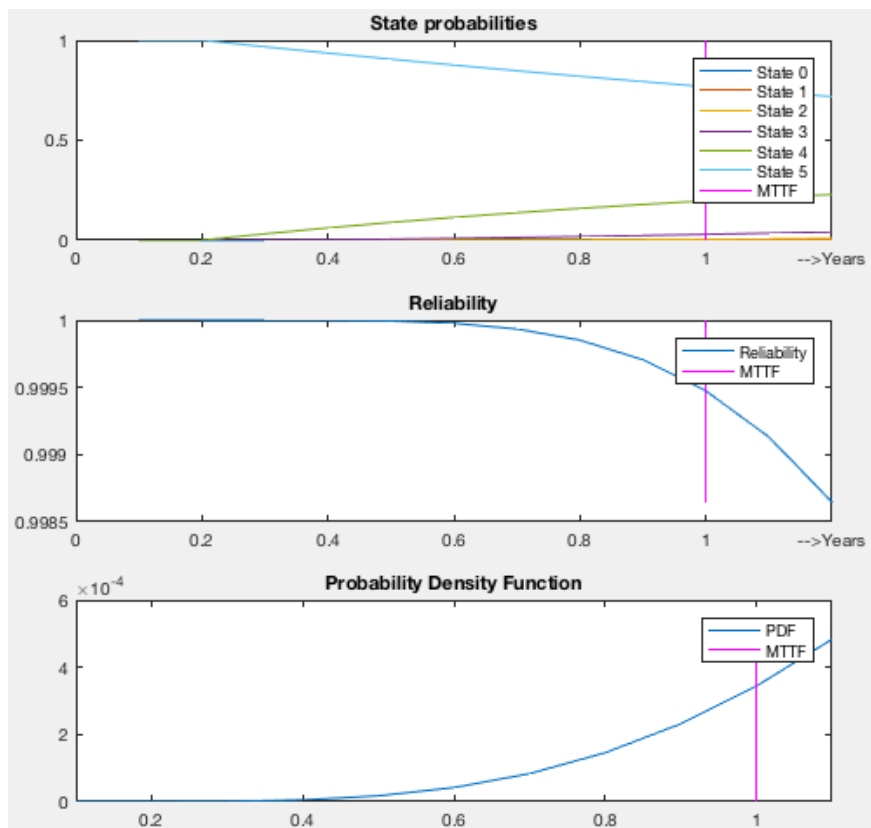 State probabilities
1
0.5
0
0 0.2 0.4 0.6 0.8 1 -->Years
State 0
State 1
State 2
State 3
State 4
State 5
MTTF
Reliability
1
0.9995
0.999
0.9985
0 0.2 0.4 0.6 0.8 1 -->Years
Reliability
MTTF
Probability Density Function
×10-4
6
4
2
0
0.2 0.4 0.6 0.8 1
PDF
MTTF